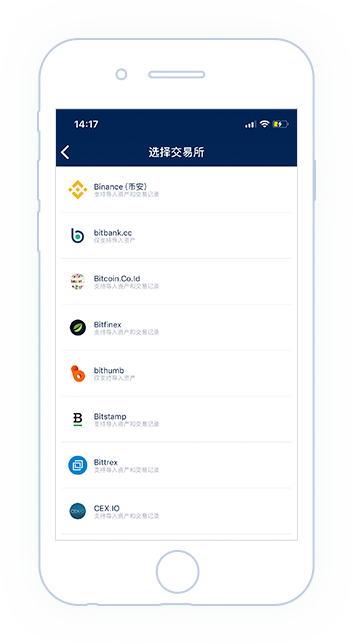 14:17
选择交易所
Binance (币安)
支持导入资产和交易记录
bitbank.cc
仅支持导入资产
Bitcoin.Co.Id
支持导入资产和交易记录
Bitfinex
支持导入资产和交易记录
bithumb
仅支持导入资产
Bitstamp
支持导入资产和交易记录
Bittrex
支持导入资产和交易记录
CEX.IO
CEX.IO
支持导入资产和交易记录